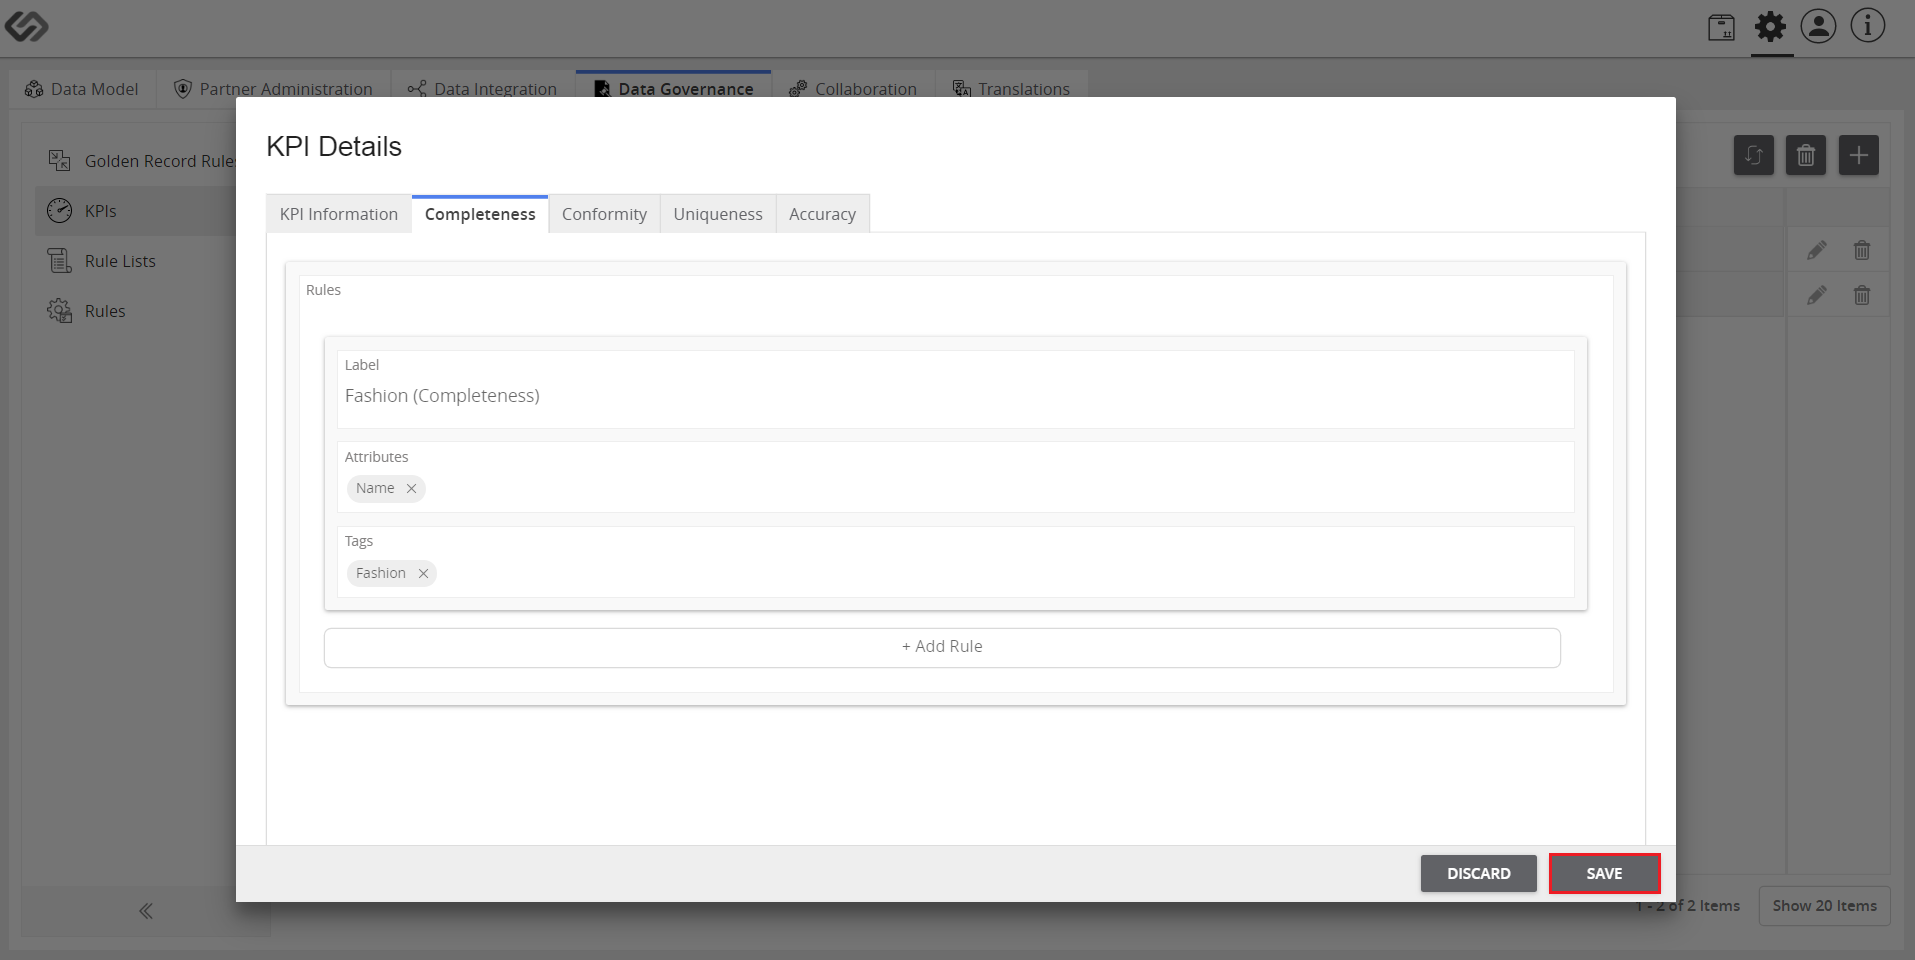 Data Model
Partner Administration
Data Integration
Data Governance
Collaboration
Translations
Golden Record Rule
KPIs
Rule Lists
Rules
KPI Details
KPI Information
Completeness
Conformity
Uniqueness
Accuracy
Rules
Label
Fashion (Completeness)
Attributes
Name
Tags
Fashion
+ Add Rule
DISCARD
SAVE
1 - 2 of 2 Items
Show 20 Items